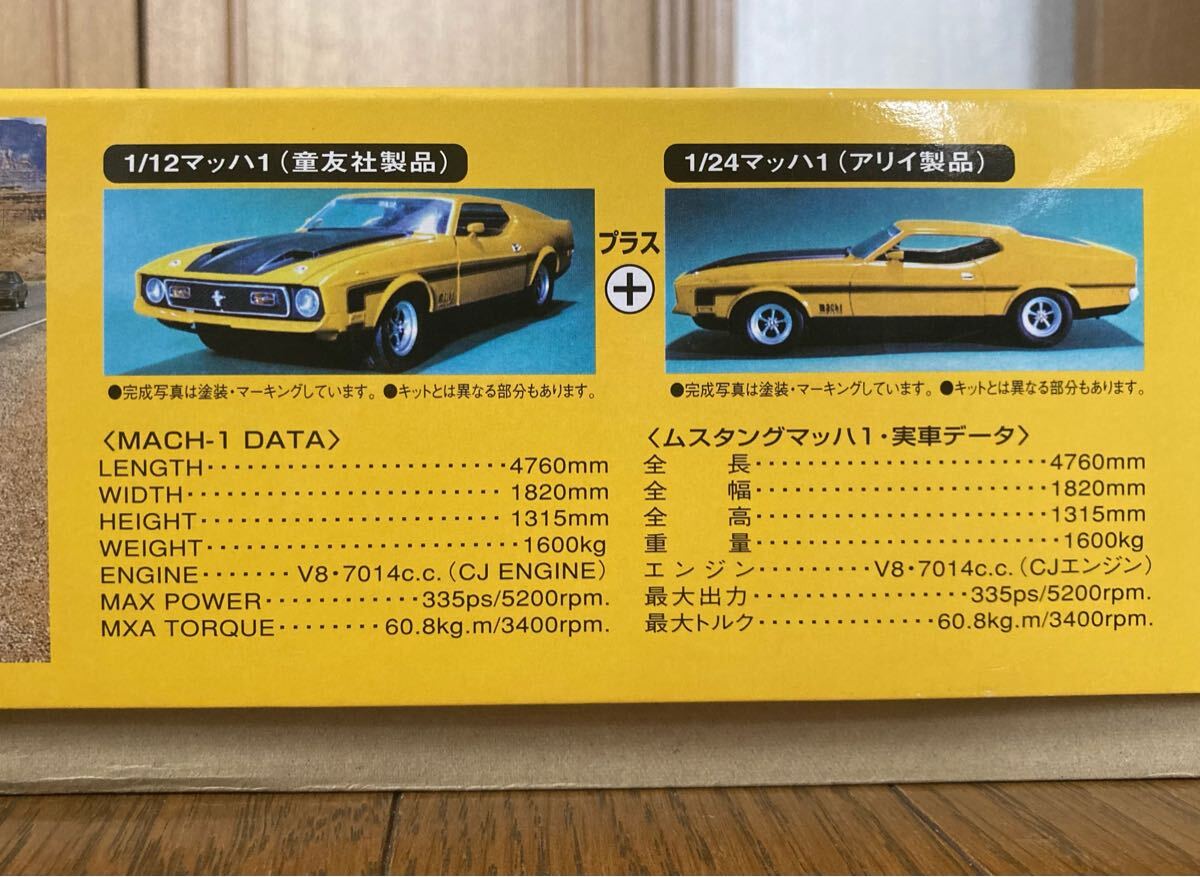 1/12マッハ1(童友社製品)
●完成写真は塗装・マーキングしています。 ●キットとは異なる部分もあります。
プラス
+
1/24マッハ1(アリイ製品)
mach1
●完成写真は塗装・マーキングしています。 ●キットとは異なる部分もあります。
〈MACH-1 DATA〉
LENGTH‥‥‥‥‥‥‥‥‥‥‥4760mm
WIDTH‥‥‥‥‥‥‥‥‥‥‥‥1820mm
HEIGHT‥‥‥‥‥‥‥‥‥‥‥1315mm
WEIGHT‥‥‥‥‥‥‥‥‥‥‥1600kg
ENGINE‥‥‥V8・7014c.c.(CJ ENGINE)
MAX POWER‥‥‥‥‥335ps/5200rpm.
MXA TORQUE‥‥‥‥60.8kg.m/3400rpm.
〈ムスタングマッハ1・実車データ〉
全長‥‥‥‥‥‥‥‥‥‥‥4760mm
全幅‥‥‥‥‥‥‥‥‥‥‥1820mm
全高‥‥‥‥‥‥‥‥‥‥‥1315mm
重量‥‥‥‥‥‥‥‥‥‥‥1600kg
エンジン‥‥‥‥V8・7014c.c.(CJエンジン)
最大出力‥‥‥‥‥‥‥335ps/5200rpm.
最大トルク‥‥‥‥‥‥60.8kg.m/3400rpm.